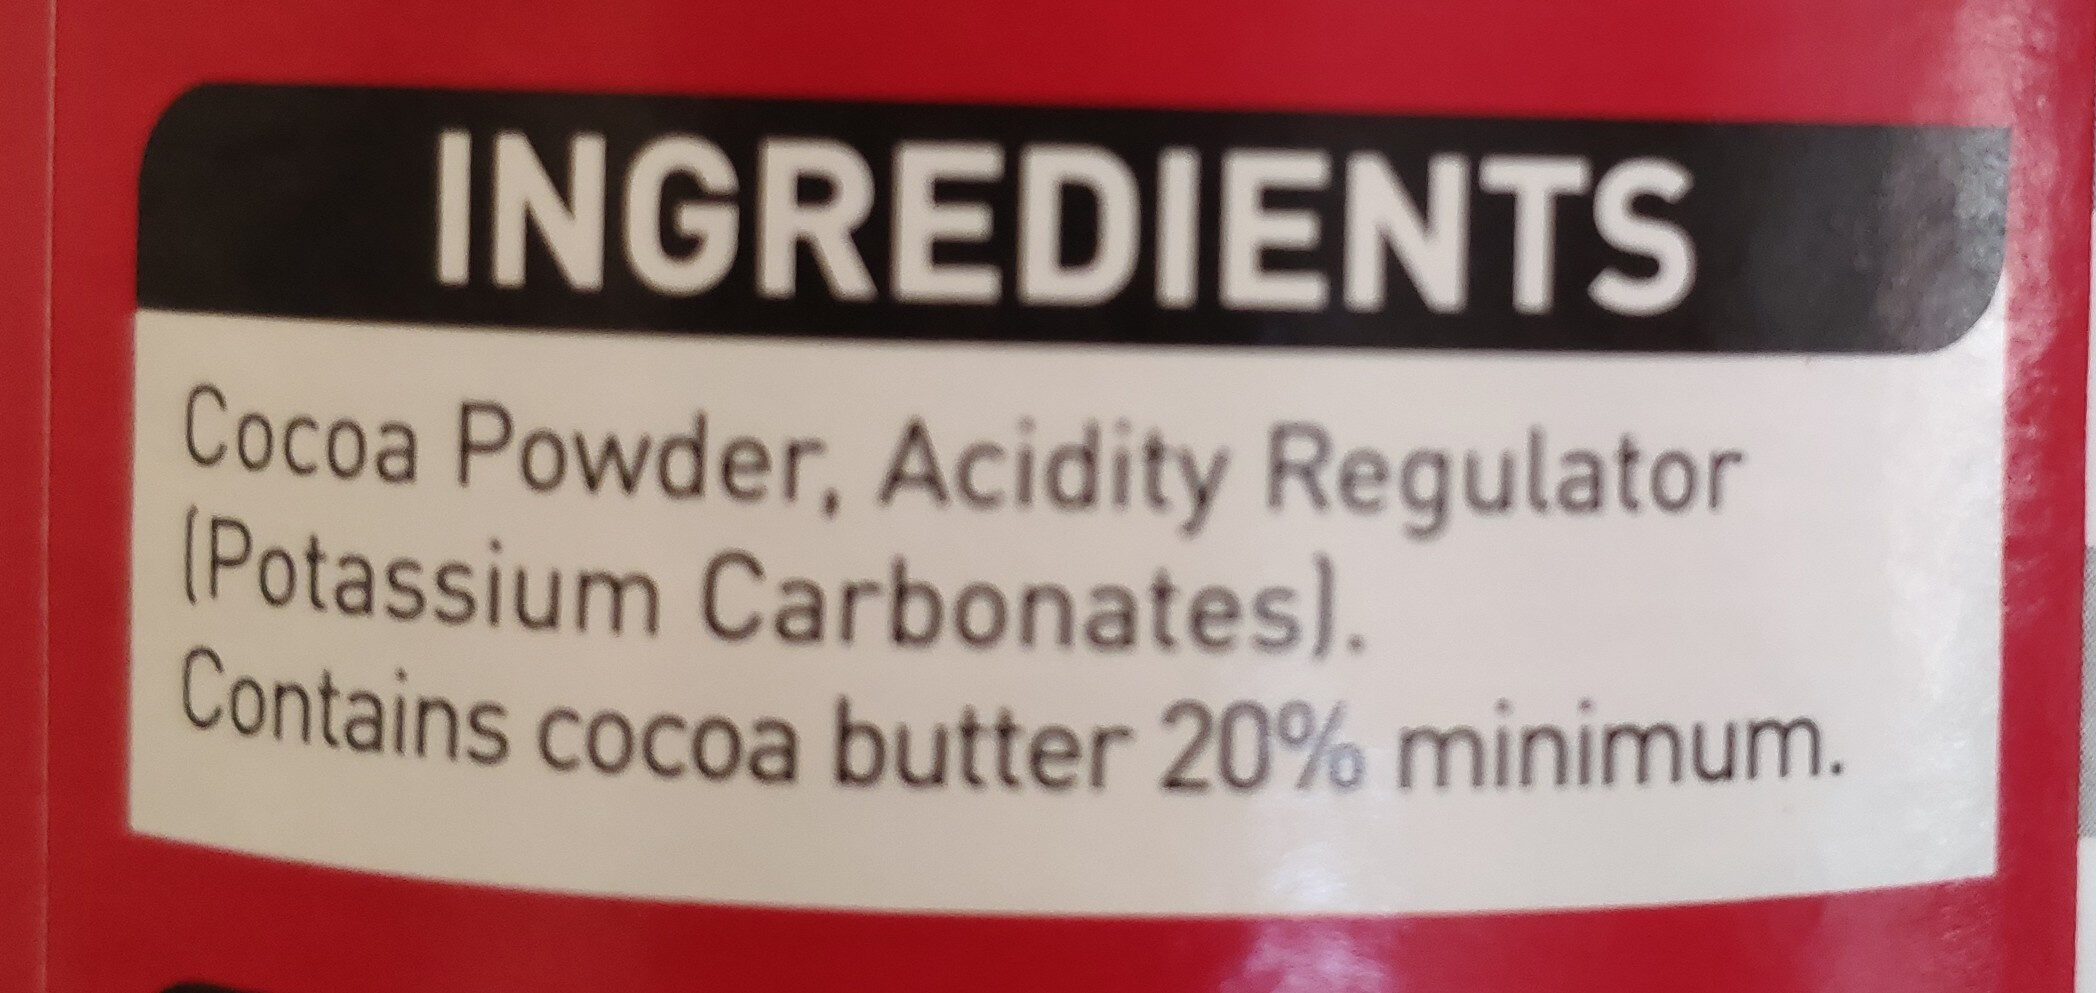 INGREDIENTS
Cocoa Powder, Acidity Regulator
(Potassium Carbonates).
Contains cocoa butter 20% minimum.